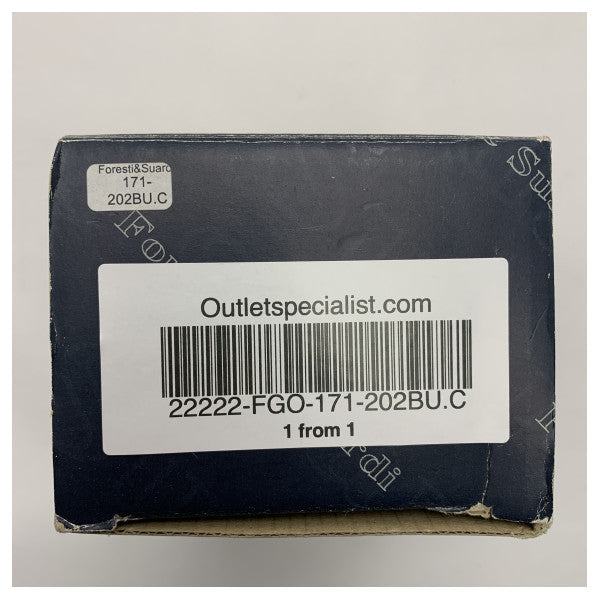 Foresti&Suard
171-
202BU.C
Outletspecialist.com
22222-FGO-171-202BU.C
1 from 1